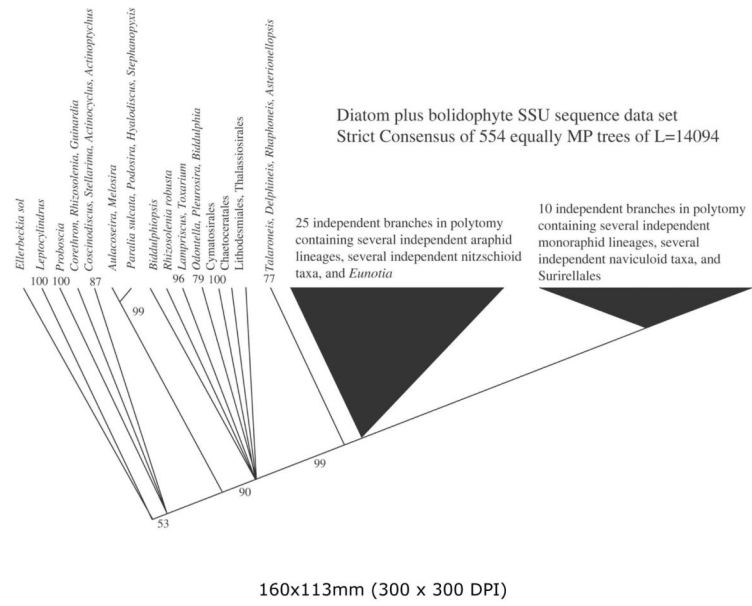 Ellerbeckia sol
Leptocylindrus
Proboscia
Corethron, Rhizosolenia, Guinardia
Coscinodiscus, Stellarima, Actinocyclus, Actinoptychus
Aulacoseira, Melosira
Paralia sulcata, Podosira, Hyalodiscus, Stephanopyxis
Biddulphiopsis
Rhizosolenia robusta
Lampriscus, Toxarium
Odontella, Pleurosira, Biddulphia
Cymatosirales
Chaetoceratales
Lithodesmiales, Thalassiosirales
Talaroneis, Delphineis, Rhaphoneis, Asterionellopsis
Diatom plus bolidophyte SSU sequence data set
Strict Consensus of 554 equally MP trees of L=14094
25 independent branches in polytomy
containing several independent araphid
lineages, several independent nitzschioid
taxa, and Eunotia
10 independent branches in polytomy
containing several independent
monoraphid lineages, several
independent naviculoid taxa, and
Surirellales
100
100
87
96
79
100
77
99
99
90
53
160x113mm (300 x 300 DPI)